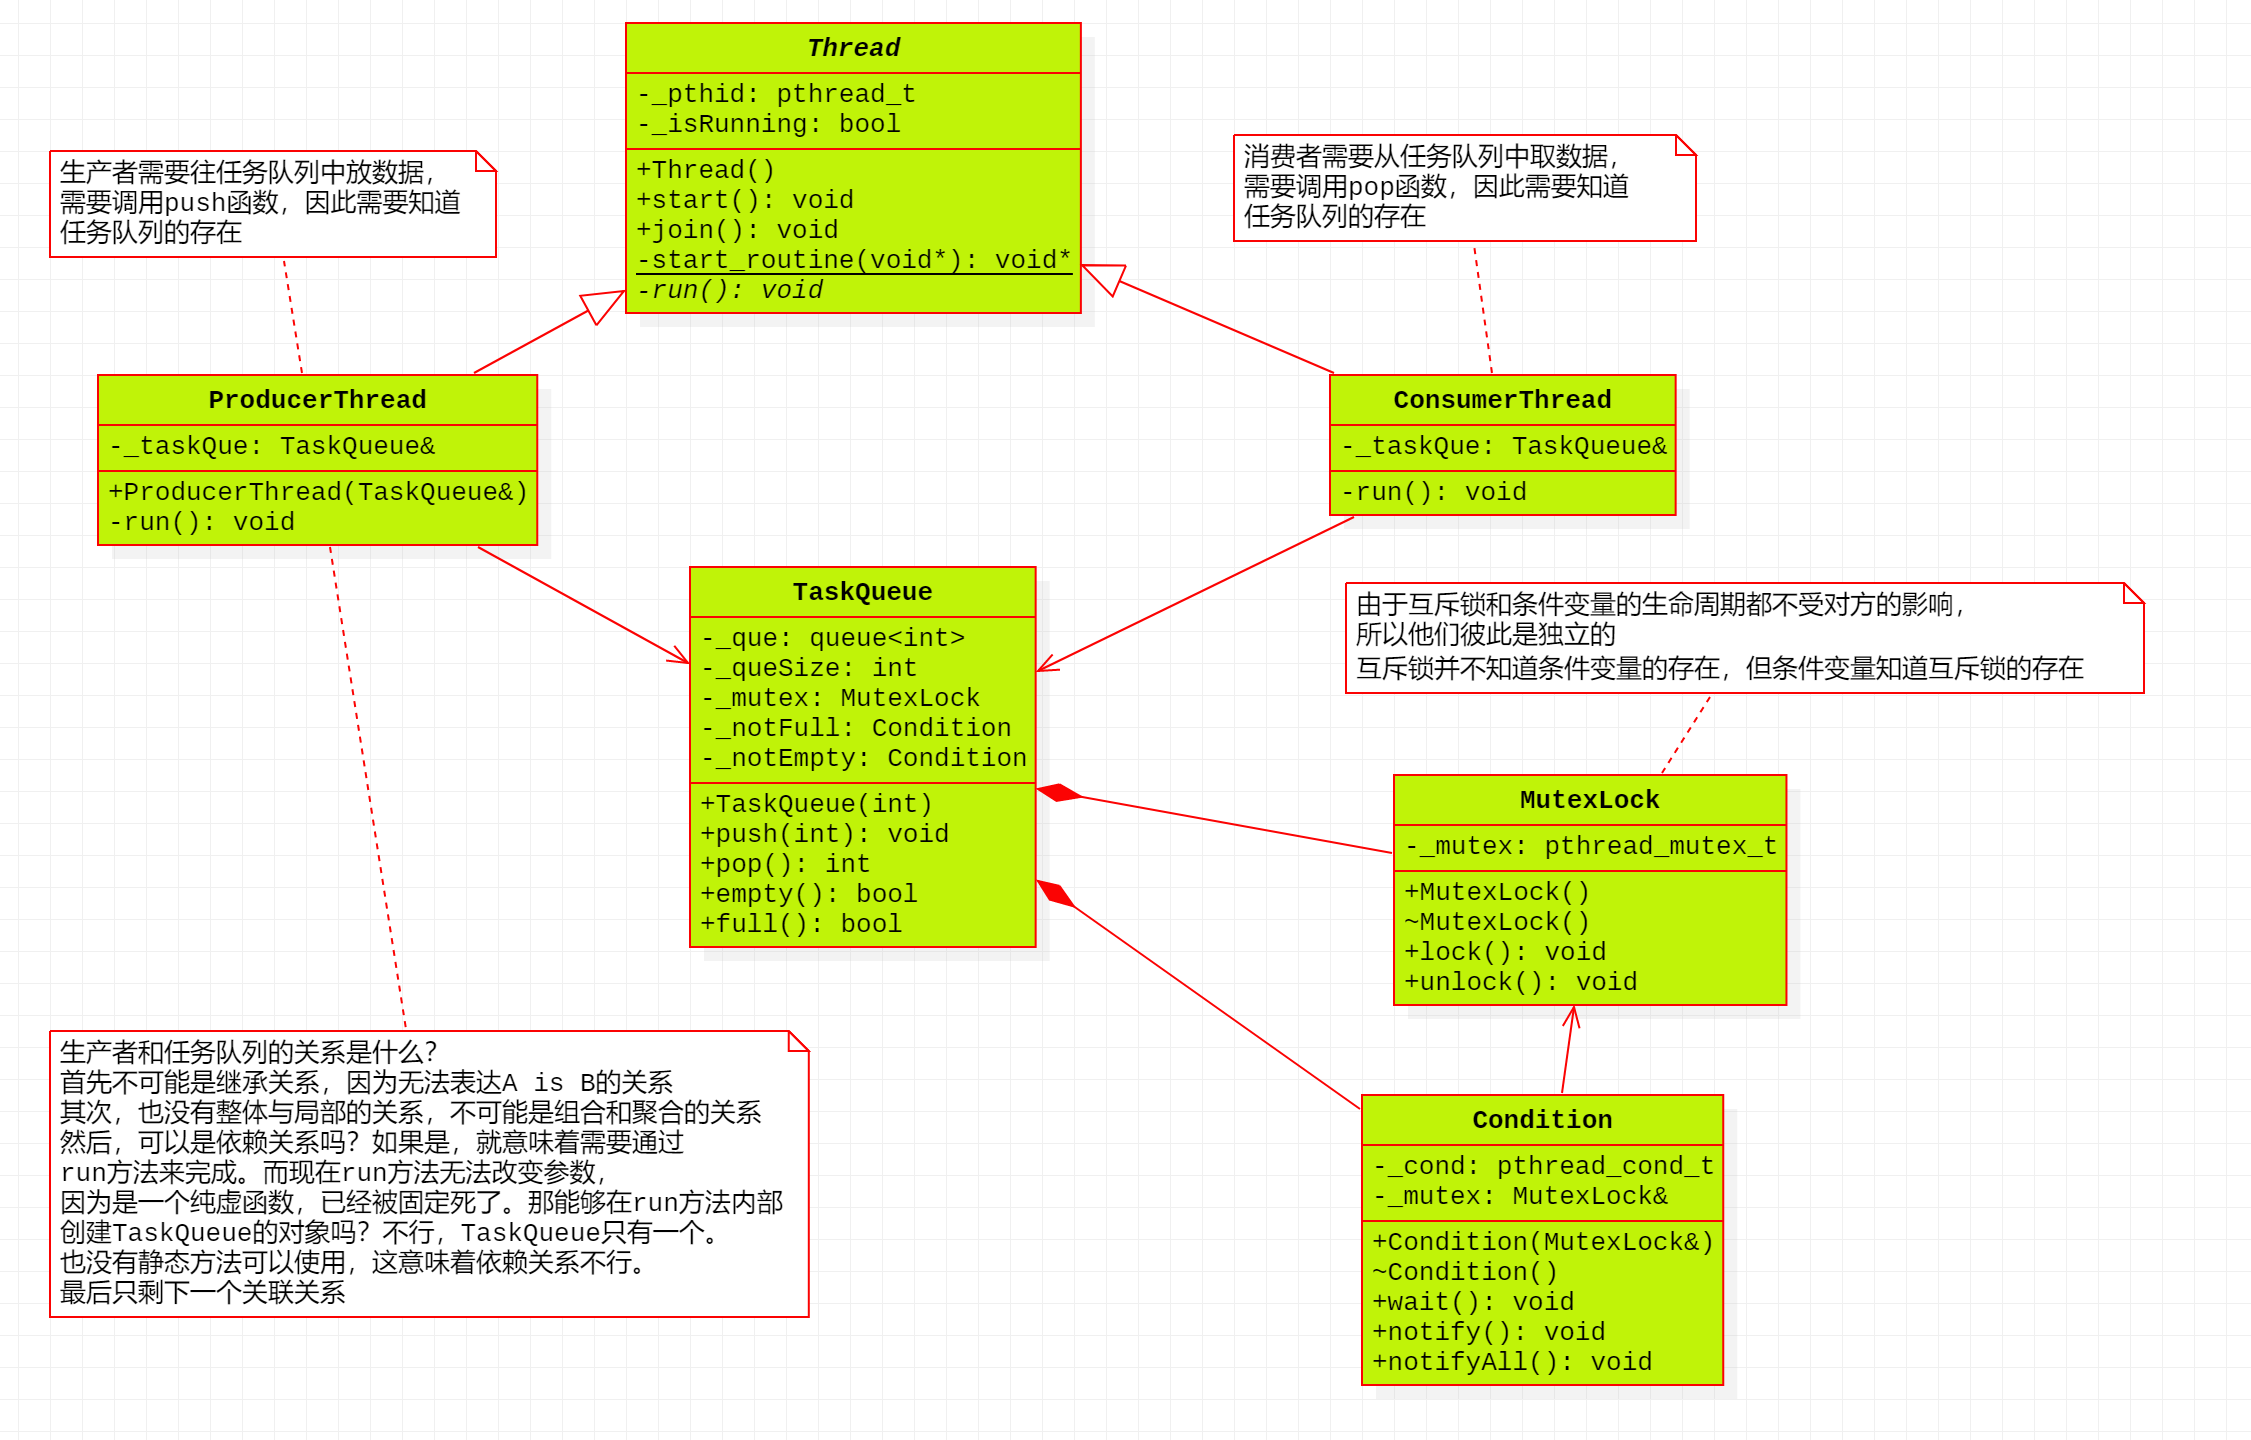 Thread
-_pthid: pthread_t
-_isRunning: bool
+Thread()
+start(): void
+join(): void
-start_routine(void*): void*
-run(): void
生产者需要往任务队列中放数据，
需要调用push函数，因此需要知道
任务队列的存在
消费者需要从任务队列中取数据，
需要调用pop函数，因此需要知道
任务队列的存在
ProducerThread
-_taskQue: TaskQueue&
+ProducerThread(TaskQueue&)
-run(): void
ConsumerThread
-_taskQue: TaskQueue&
-run(): void
TaskQueue
-_que: queue<int>
-_queSize: int
-_mutex: MutexLock
-_notFull: Condition
-_notEmpty: Condition
+TaskQueue(int)
+push(int): void
+pop(): int
+empty(): bool
+full(): bool
由于互斥锁和条件变量的生命周期都不受对方的影响，
所以他们彼此是独立的
互斥锁并不知道条件变量的存在，但条件变量知道互斥锁的存在
MutexLock
-_mutex: pthread_mutex_t
+MutexLock()
~MutexLock()
+lock(): void
+unlock(): void
生产者和任务队列的关系是什么？
首先不可能是继承关系，因为无法表达A is B的关系
其次，也没有整体与局部的关系，不可能是组合和聚合的关系
然后，可以是依赖关系吗？如果是，就意味着需要通过
run方法来完成。而现在run方法无法改变参数，
因为是一个纯虚函数，已经被固定死了。那能够在run方法内部
创建TaskQueue的对象吗？不行，TaskQueue只有一个。
也没有静态方法可以使用，这意味着依赖关系不行。
最后只剩下一个关联关系
Condition
-_cond: pthread_cond_t
-_mutex: MutexLock&
+Condition(MutexLock&)
~Condition()
+wait(): void
+notify(): void
+notifyAll(): void